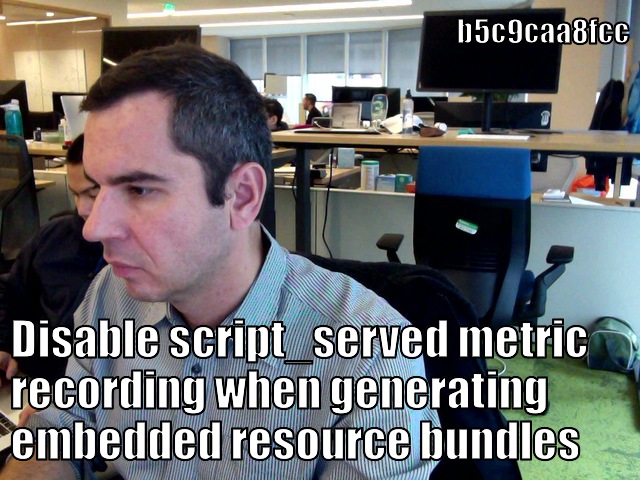 b5c9caa8fcc
Disable script_served metric
recording when generating
embedded resource bundles